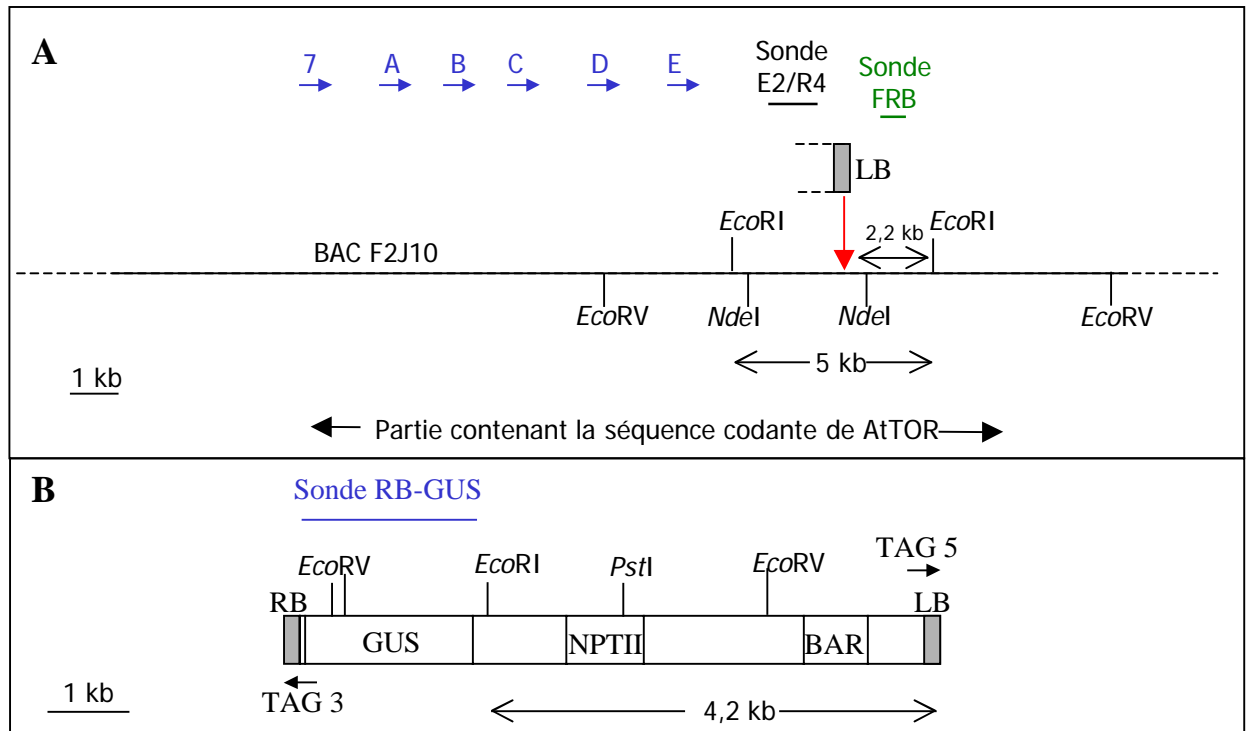 A
7 A B C D E
Sonde
E2/R4
Sonde
FRB
LB
EcoRI
2,2 kb
EcoRI
BAC F2J10
EcoRV
NdeI
NdeI
EcoRV
5 kb
1 kb
Partie contenant la séquence codante de AtTOR
B
Sonde RB-GUS
TAG 5
EcoRV
EcoRI
PstI
EcoRV
RB
LB
GUS
NPTII
BAR
TAG 3
1 kb
4,2 kb